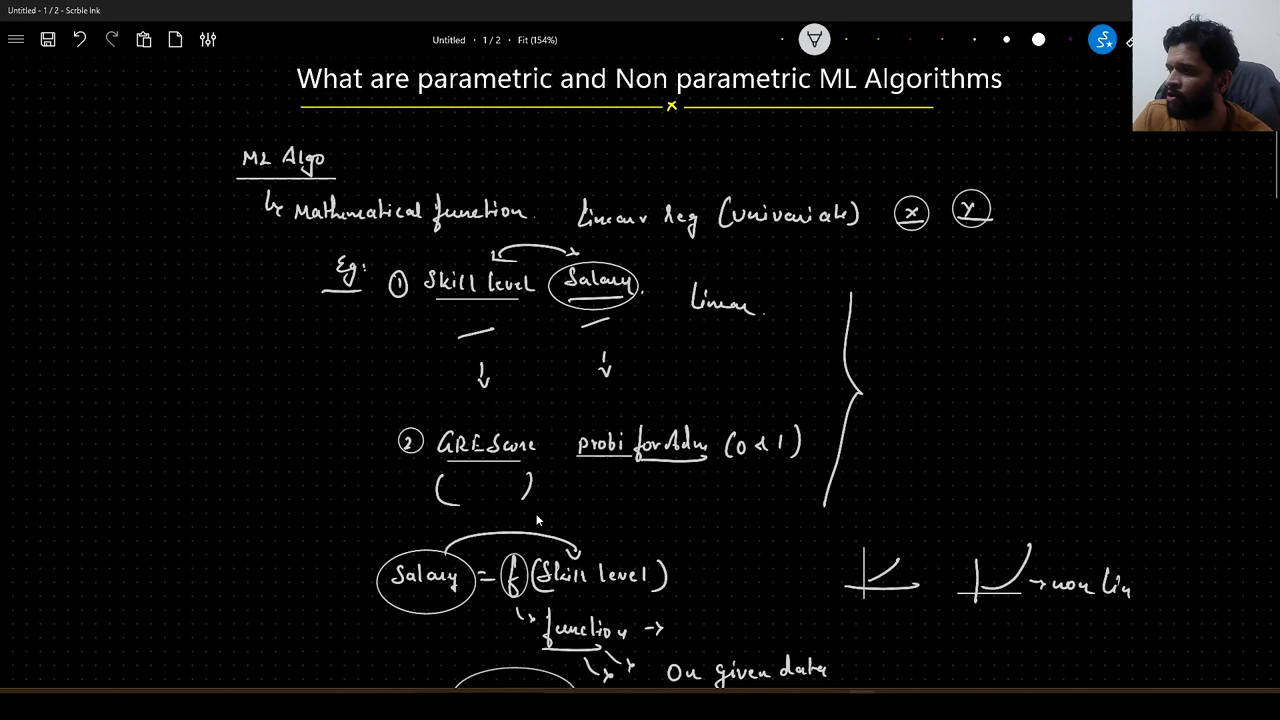 Untitled - 1 / 2 - Scrble Ink
Untitled • 1 / 2 • Fit (154%)
What are parametric and Non parametric ML Algorithms
ML Algo
↳ Mathematical function. Linear Reg (Univariate) x y
Eg: ① Skill level Salary. Linear.
② GRE Score probi for Adm (0 & 1)
( )
Salary = f (Skill level)
→ non Lin
function →
On given data